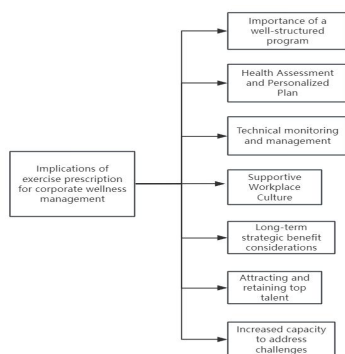 Importance of a
well-structured
program
Health Assessment
and Personalized
Plan
Technical monitoring
and management
Implications of
exercise prescription
for corporate wellness
management
Supportive
Workplace
Culture
Long-term
strategic benefit
considerations
Attracting and
retaining top
talent
Increased capacity
to address
challenges